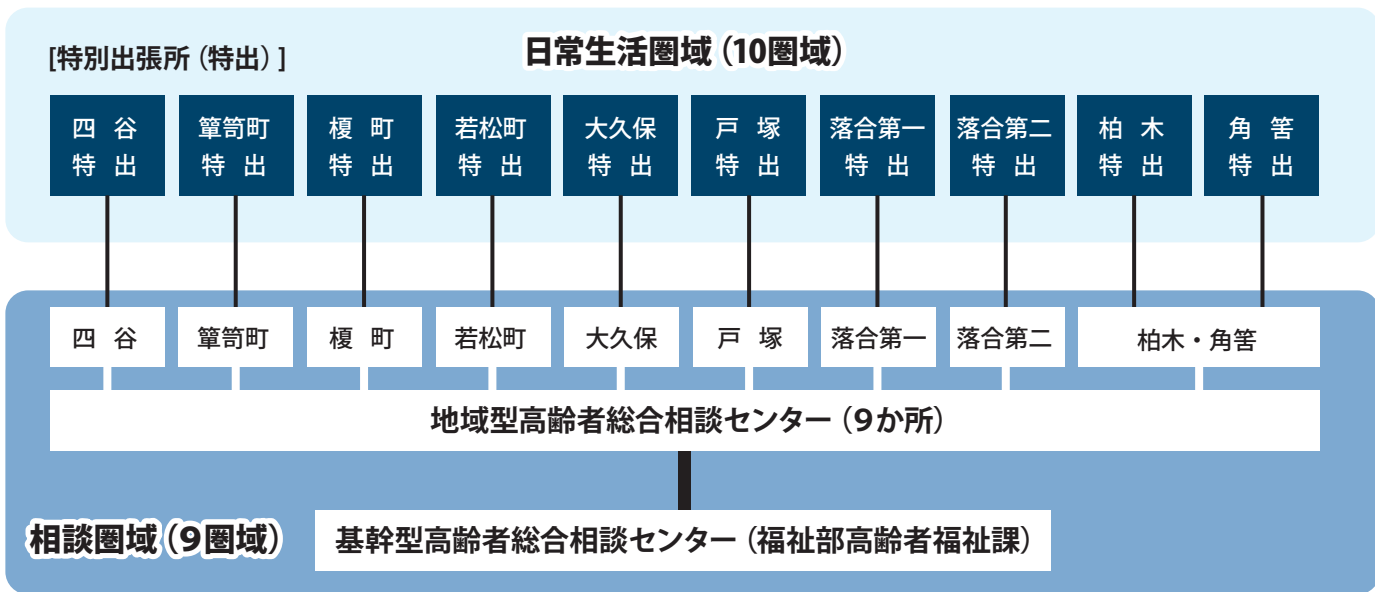 [特別出張所(特出)]
日常生活圏域(10圏域)
四谷
特出
簞笥町
特出
榎町
特出
若松町
特出
大久保
特出
戸塚
特出
落合第一
特出
落合第二
特出
柏木
特出
角筈
特出
四谷
簞笥町
榎町
若松町
大久保
戸塚
落合第一
落合第二
柏木・角筈
地域型高齢者総合相談センター(9か所)
相談圏域(9圏域)
基幹型高齢者総合相談センター(福祉部高齢者福祉課)